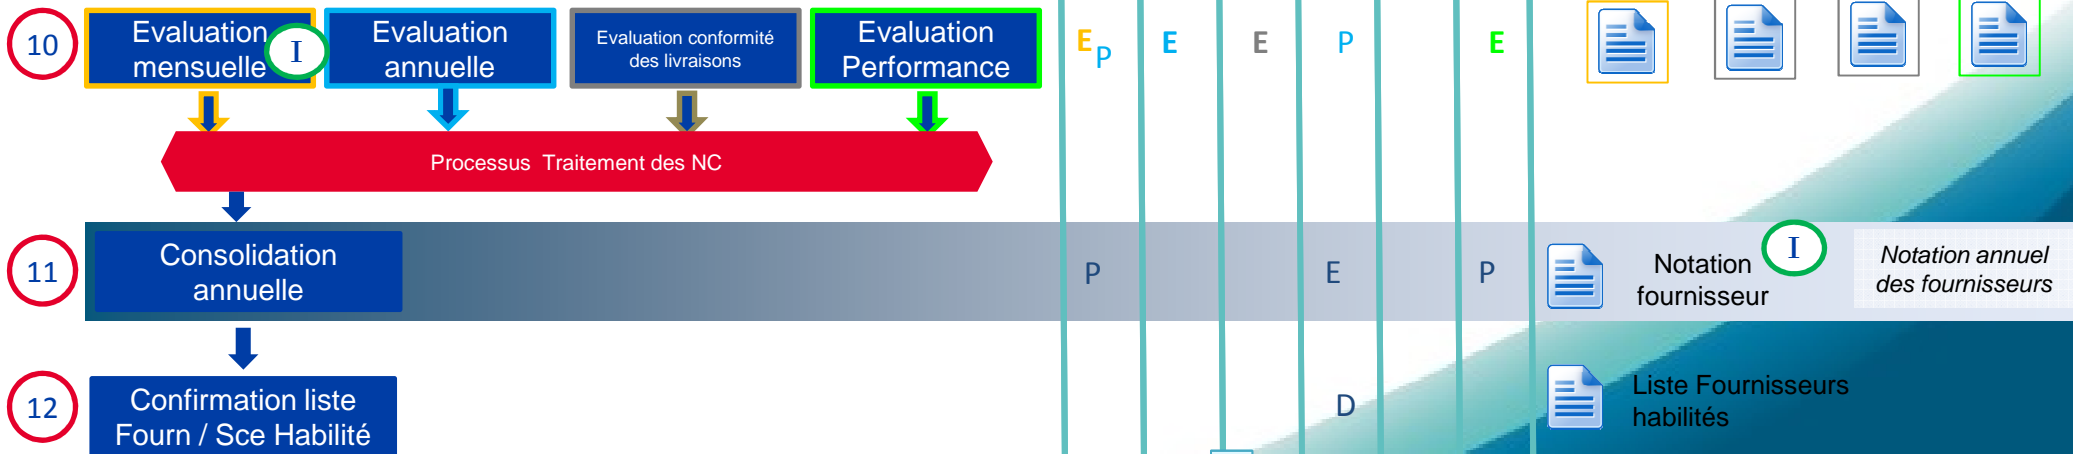 10
Evaluation
mensuelle
I
Evaluation
annuelle
Evaluation conformité
des livraisons
Evaluation
Performance
E
P
E
E
P
E
Processus Traitement des NC
11
Consolidation
annuelle
P
E
P
Notation
fournisseur
I
Notation annuel
des fournisseurs
12
Confirmation liste
Fourn / Sce Habilité
D
Liste Fournisseurs
habilités